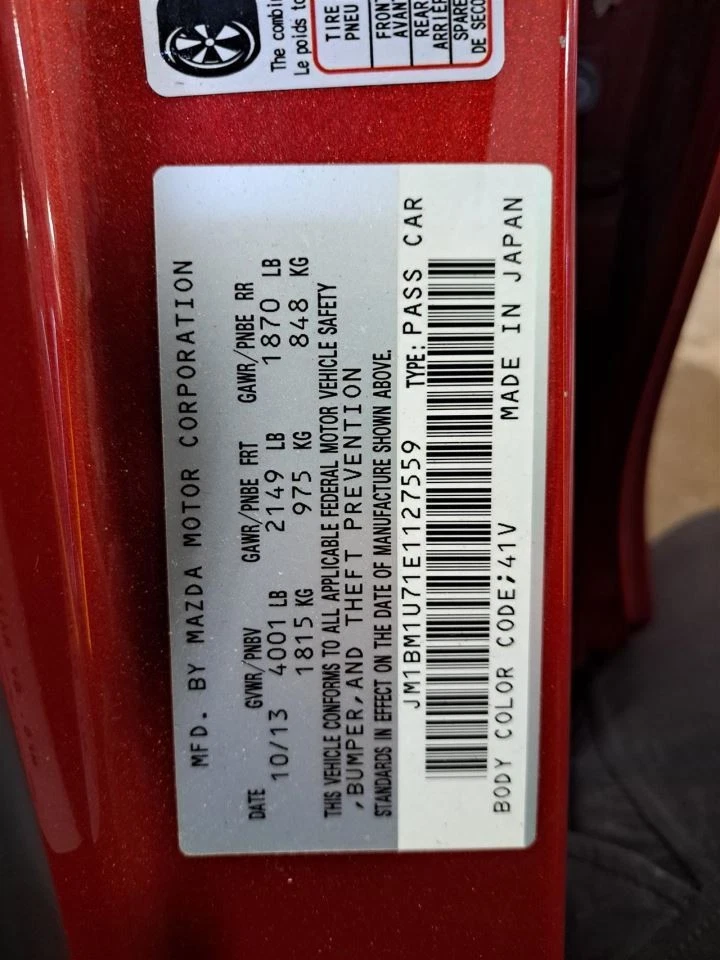 The combi
Le poids to
TIRE
PNEU
FRONT
AVANT
REAR
ARRIER
SPARE
DE SECO
MFD. BY MAZDA MOTOR CORPORATION
DATE GVWR/PNBV GAWR/PNBE FRT GAWR/PNBE RR
10/13 4001 LB 2149 LB 1870 LB
1815 KG 975 KG 848 KG
THIS VEHICLE CONFORMS TO ALL APPLICABLE FEDERAL MOTOR VEHICLE SAFETY
,BUMPER,AND THEFT PREVENTION
STANDARDS IN EFFECT ON THE DATE OF MANUFACTURE SHOWN ABOVE.
JM1BM1U71E1127559 TYPE: PASS CAR
BODY COLOR CODE;41V MADE IN JAPAN